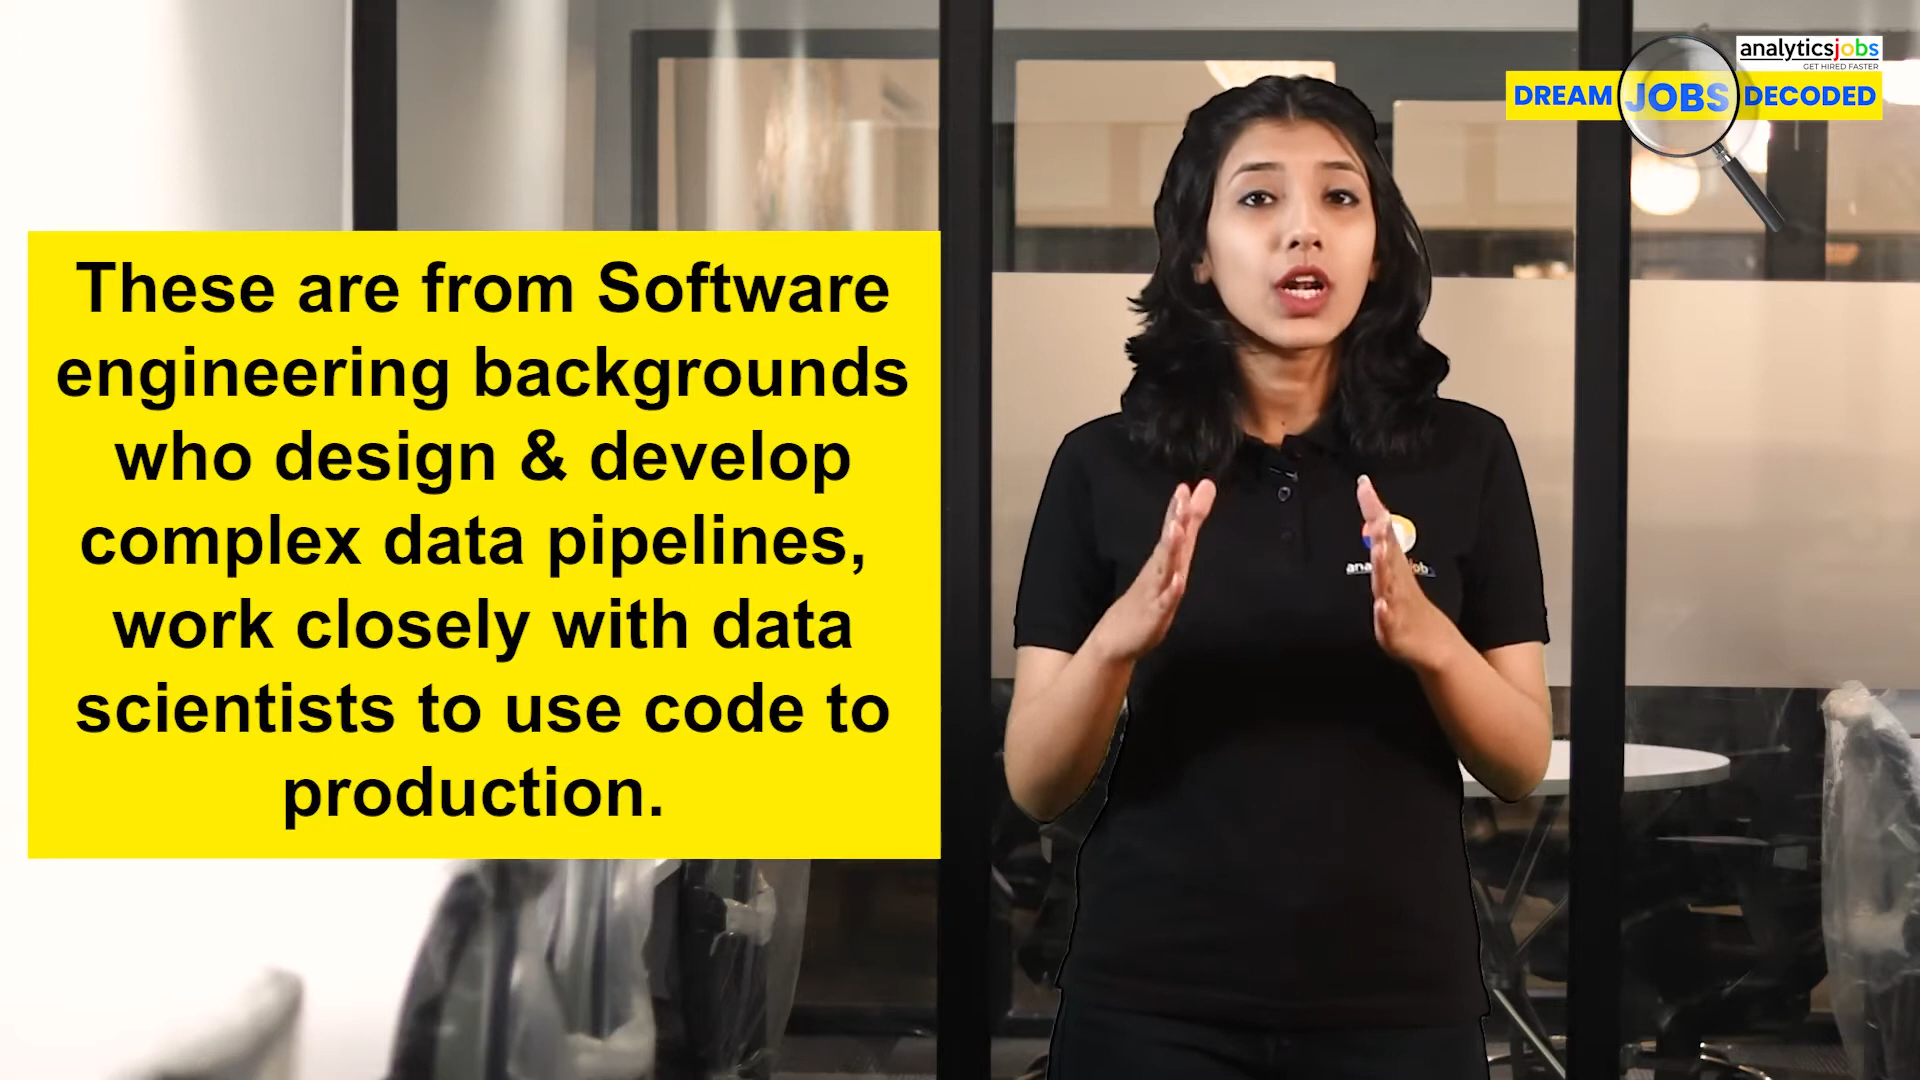 analyticsjobs
GET HIRED FASTER
DREAM JOBS DECODED
These are from Software
engineering backgrounds
who design & develop
complex data pipelines,
work closely with data
scientists to use code to
production.